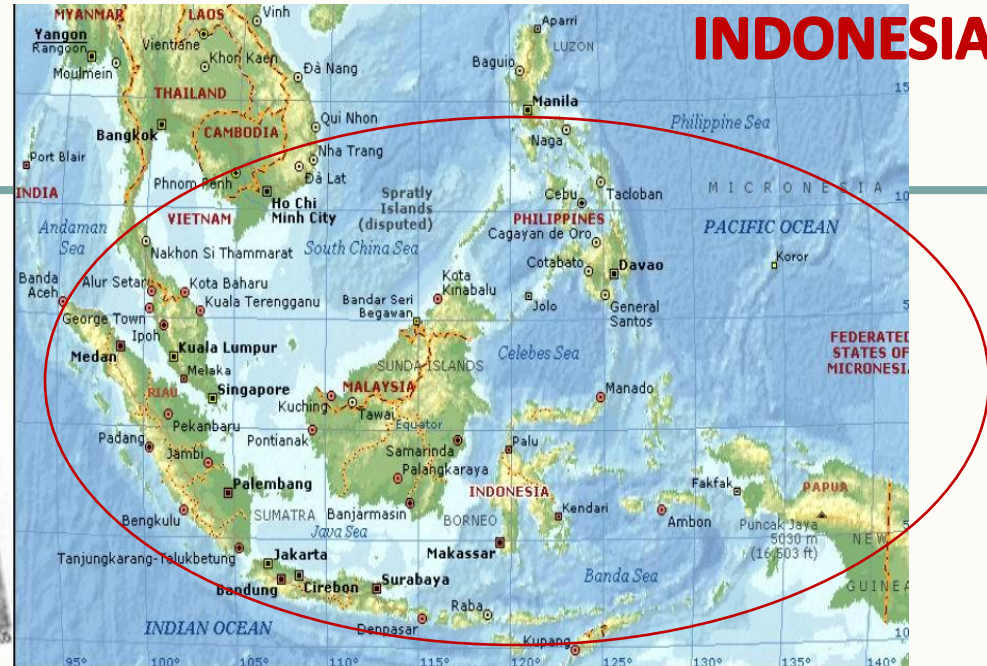 INDONESIA
MYANMAR
LAOS
Vinh
Aparri
Yangon
Rangoon
Vientiane
LUZON
Khon Kaen
Moulmein
Đà Nang
Baguio
THAILAND
15
Manila
Qui Nhon
Bangkok
CAMBODIA
Philippine Sea
Naga
Port Blair
Nha Trang
Phnom Penh
Đà Lat
INDIA
Spratly
Islands
(disputed)
Cebu
Tacloban
MICRONESIA
10
Ho Chi
Minh City
VIETNAM
PHILIPPINES
PACIFIC OCEAN
Andaman
Sea
South China Sea
Cagayan de Oro
Nakhon Si Thammarat
Cotabato
Davao
Koror
Banda
Aceh
Alur Setar
Kota Baharu
Kota
Kinabalu
Kuala Terengganu
Bandar Seri
Begawan
Jolo
General
Santos
5
George Town
Ipoh
FEDERATED
STATES OF
MICRONESI
Medan
Kuala Lumpur
Celebes Sea
SUNDA ISLANDS
Melaka
MALAYSIA
Manado
RIAU
Singapore
Kuching
Tawai
Pekanbaru
Equator
Padang
Pontianak
Palu
Jambi
Samarinda
Palangkaraya
Fakfak
PAPUA
Palembang
INDONESIA
Bengkulu
SUMATRA
Banjarmasin
BORNEO
Kendari
Ambon
Puncak Jaya
5030 m
(16,503 ft)
5
NEW
Java Sea
Tanjungkarang-Telukbetung
Jakarta
Makassar
Bandung
Cirebon
Surabaya
Banda Sea
GUINEA
Raba
INDIAN OCEAN
Denpasar
Kupang
10
95°
100°
105°
110°
115°
120°
125°
130°
135°
140°